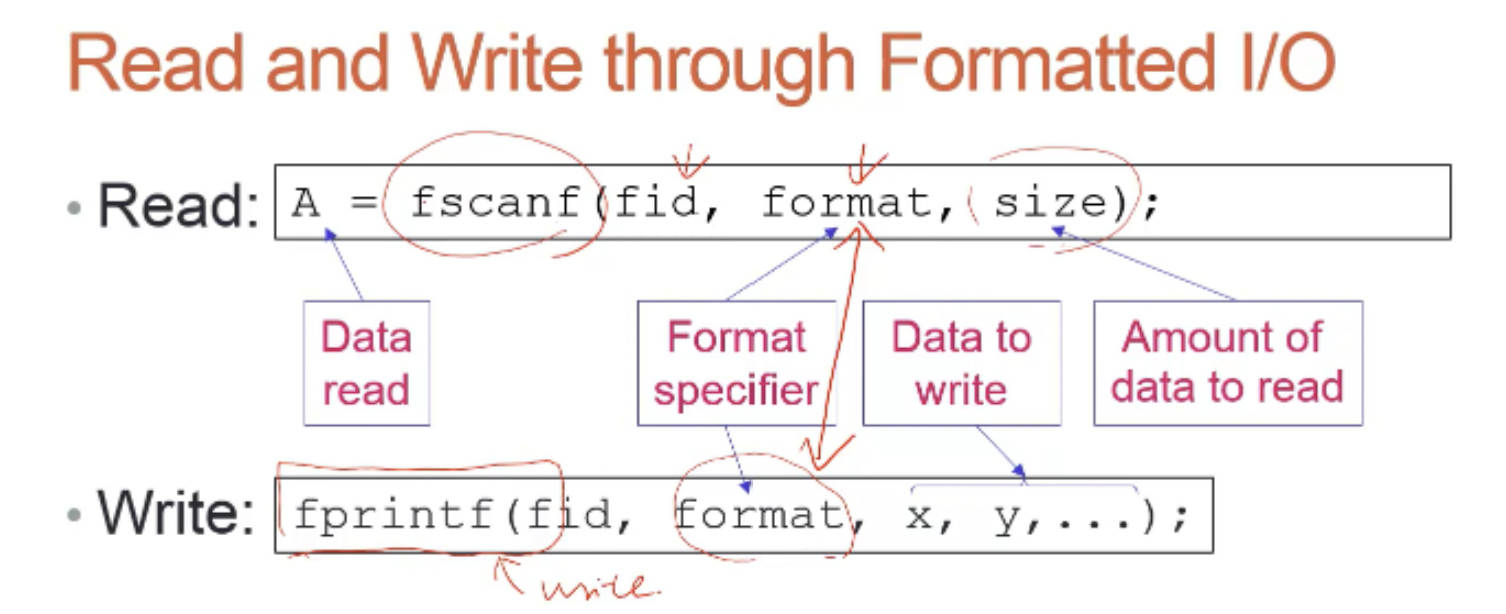 Read and Write through Formatted I/O
• Read: A = fscanf(fid, format, (size);
Data read
Format specifier
Data to write
Amount of data to read
• Write: fprintf(fid, format, x, y,...);
write